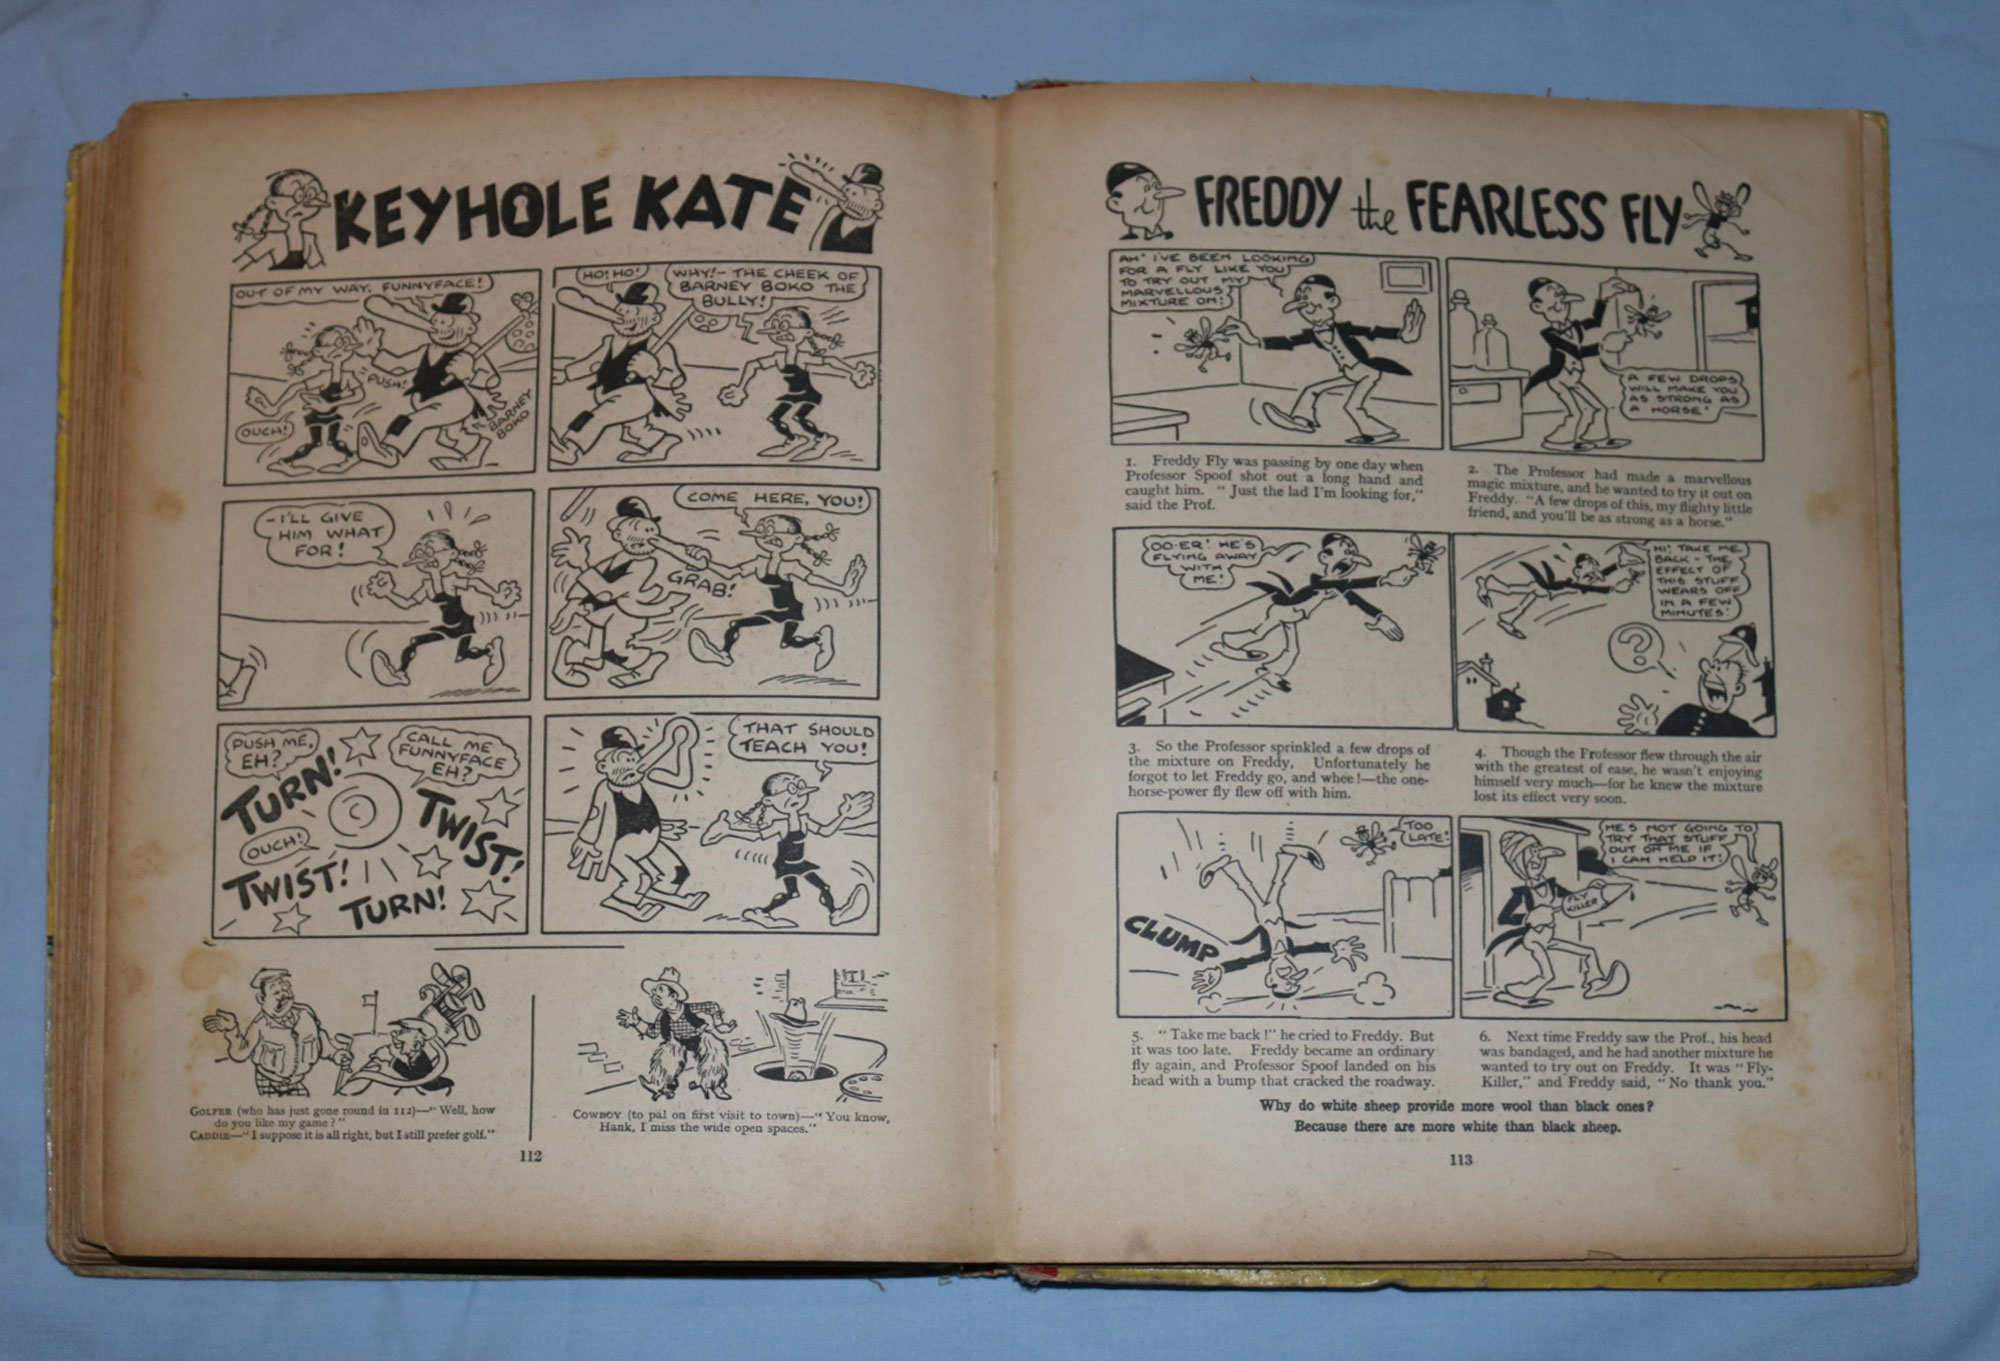 KEYHOLE KATE
OUT OF MY WAY, FUNNYFACE!
PUSH!
OUCH!
BARNEY
BOKO
HO! HO!
WHY!- THE CHEEK OF
BARNEY BOKO THE
BULLY!
-I'LL GIVE
HIM WHAT
FOR!
COME HERE, YOU!
GRAB!
PUSH ME,
EH?
CALL ME
FUNNYFACE
EH?
TURN!
TWIST!
OUCH!
TWIST!
TURN!
THAT SHOULD
TEACH YOU!
GOLFER (who has just gone round in 112)—"Well, how
do you like my game?"
CADDIE—"I suppose it is all right, but I still prefer golf."
COWBOY (to pal on first visit to town)—"You know,
Hank, I miss the wide open spaces."
112
FREDDY the FEARLESS FLY
AH! I'VE BEEN LOOKING
FOR A FLY LIKE YOU
TO TRY OUT MY
MARVELLOUS
MIXTURE ON!
A FEW DROPS
WILL MAKE YOU
AS STRONG AS
A HORSE!
1. Freddy Fly was passing by one day when
Professor Spoof shot out a long hand and
caught him. "Just the lad I'm looking for,"
said the Prof.
2. The Professor had made a marvellous
magic mixture, and he wanted to try it out on
Freddy. "A few drops of this, my flighty little
friend, and you'll be as strong as a horse."
OO-ER! HE'S
FLYING AWAY
WITH
ME!
HI! TAKE ME
BACK - THE
EFFECT OF
THIS STUFF
WEARS OFF
IN A FEW
MINUTES!
?
3. So the Professor sprinkled a few drops of
the mixture on Freddy. Unfortunately he
forgot to let Freddy go, and whee!—the one-
horse-power fly flew off with him.
4. Though the Professor flew through the air
with the greatest of ease, he wasn't enjoying
himself very much—for he knew the mixture
lost its effect very soon.
TOO
LATE!
CLUMP
HE'S NOT GOING TO
TRY THAT STUFF
OUT ON ME IF
I CAN HELP IT!
FLY
KILLER
5. "Take me back!" he cried to Freddy. But
it was too late. Freddy became an ordinary
fly again, and Professor Spoof landed on his
head with a bump that cracked the roadway.
6. Next time Freddy saw the Prof., his head
was bandaged, and he had another mixture he
wanted to try out on Freddy. It was "Fly-
Killer," and Freddy said, "No thank you."
Why do white sheep provide more wool than black ones?
Because there are more white than black sheep.
113